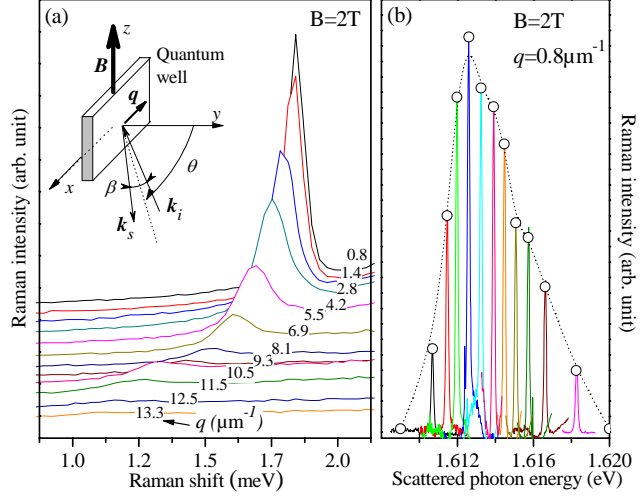 (a)
B=2T
z
B
Quantum
well
q
y
x
θ
β
k_i
k_s
0.8
1.4
2.8
4.2
5.5
6.9
8.1
9.3
10.5
11.5
12.5
13.3
q (μm⁻¹)
Raman intensity (arb. unit)
1.0 1.2 1.5 1.7 2.0
Raman shift (meV)
(b)
B=2T
q=0.8μm⁻¹
Raman intensity (arb. unit)
1.612 1.616 1.620
Scattered photon energy (eV)